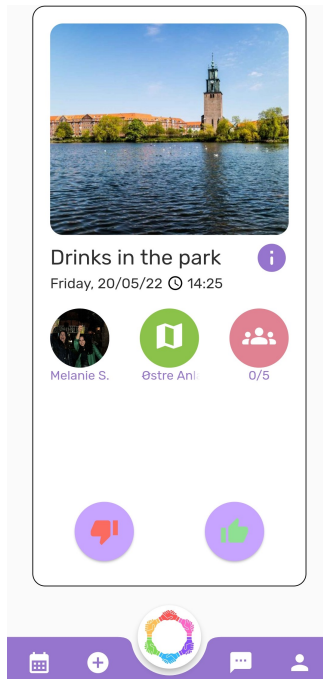 Drinks in the park
Friday, 20/05/22 14:25
Melanie S.
Østre Anl
0/5